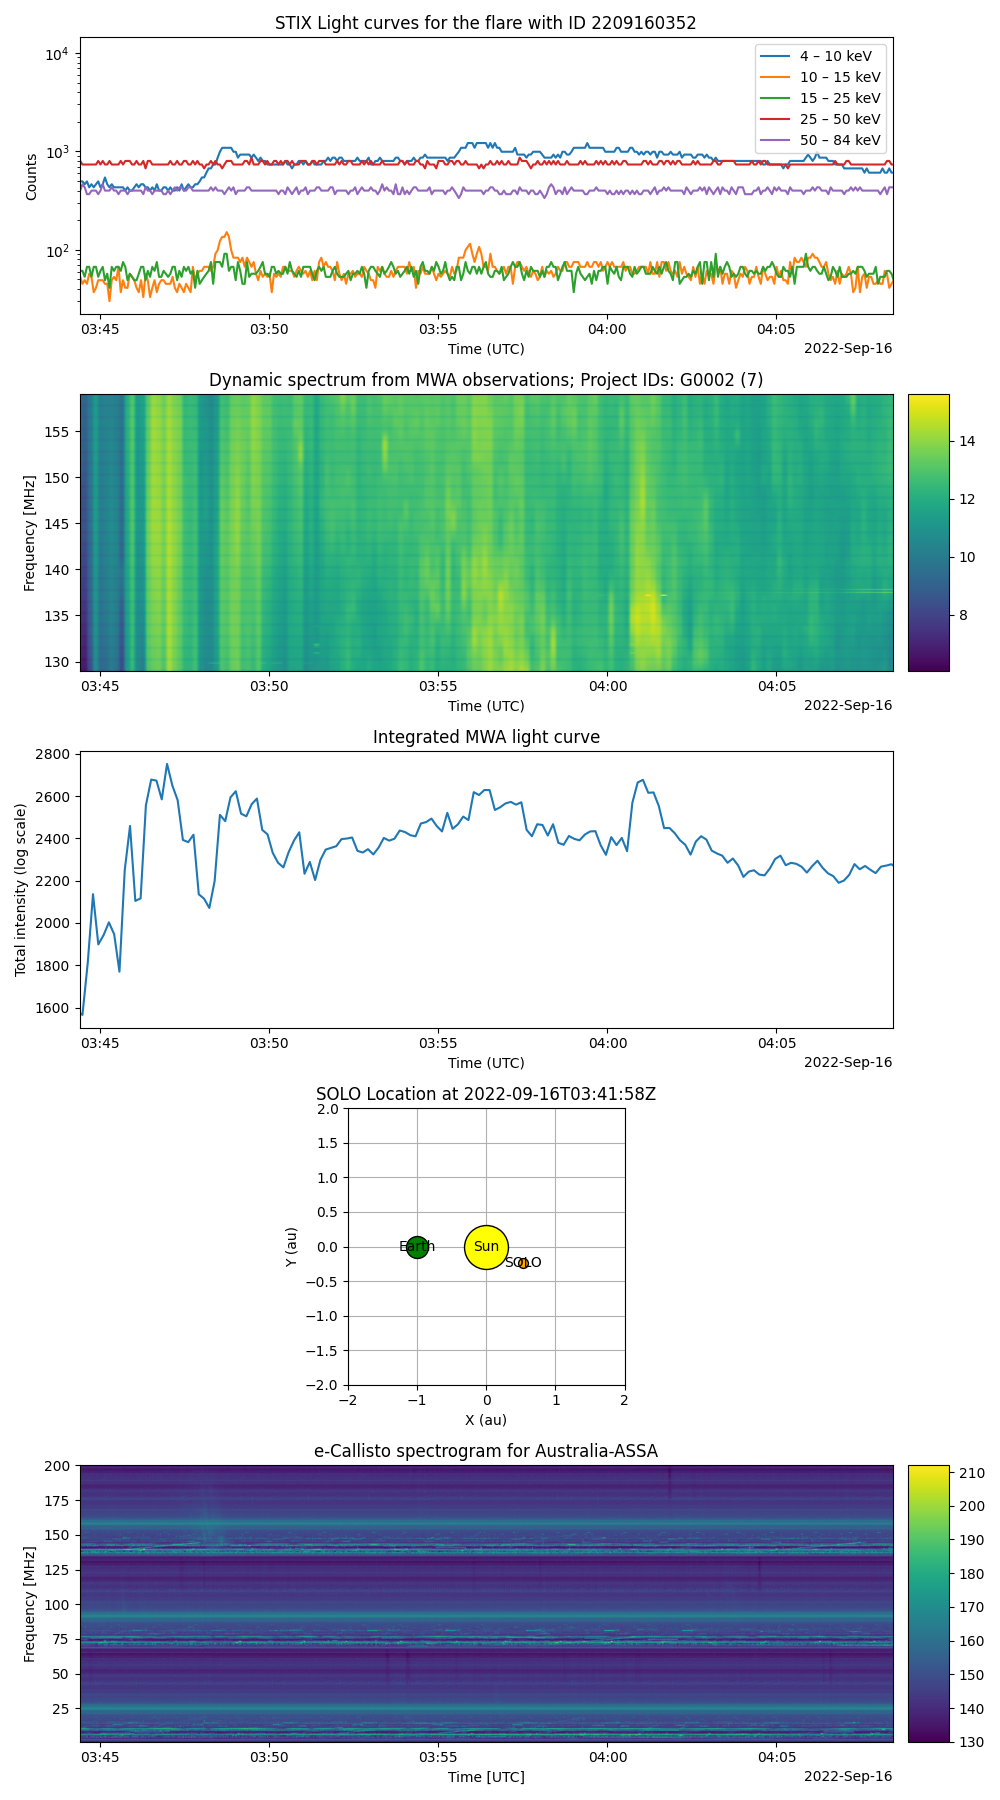 STIX Light curves for the flare with ID 2209160352
10⁴
10³
10²
Counts
4 – 10 keV
10 – 15 keV
15 – 25 keV
25 – 50 keV
50 – 84 keV
03:45 03:50 03:55 04:00 04:05
Time (UTC)
2022-Sep-16
Dynamic spectrum from MWA observations; Project IDs: G0002 (7)
155
150
145
140
135
130
Frequency [MHz]
14
12
10
8
03:45 03:50 03:55 04:00 04:05
Time (UTC)
2022-Sep-16
Integrated MWA light curve
2800
2600
2400
2200
2000
1800
1600
Total intensity (log scale)
03:45 03:50 03:55 04:00 04:05
Time (UTC)
2022-Sep-16
SOLO Location at 2022-09-16T03:41:58Z
2.0
1.5
1.0
0.5
0.0
−0.5
−1.0
−1.5
−2.0
Y (au)
Earth
Sun
SOLO
−2 −1 0 1 2
X (au)
e-Callisto spectrogram for Australia-ASSA
200
175
150
125
100
75
50
25
Frequency [MHz]
210
200
190
180
170
160
150
140
130
03:45 03:50 03:55 04:00 04:05
Time [UTC]
2022-Sep-16